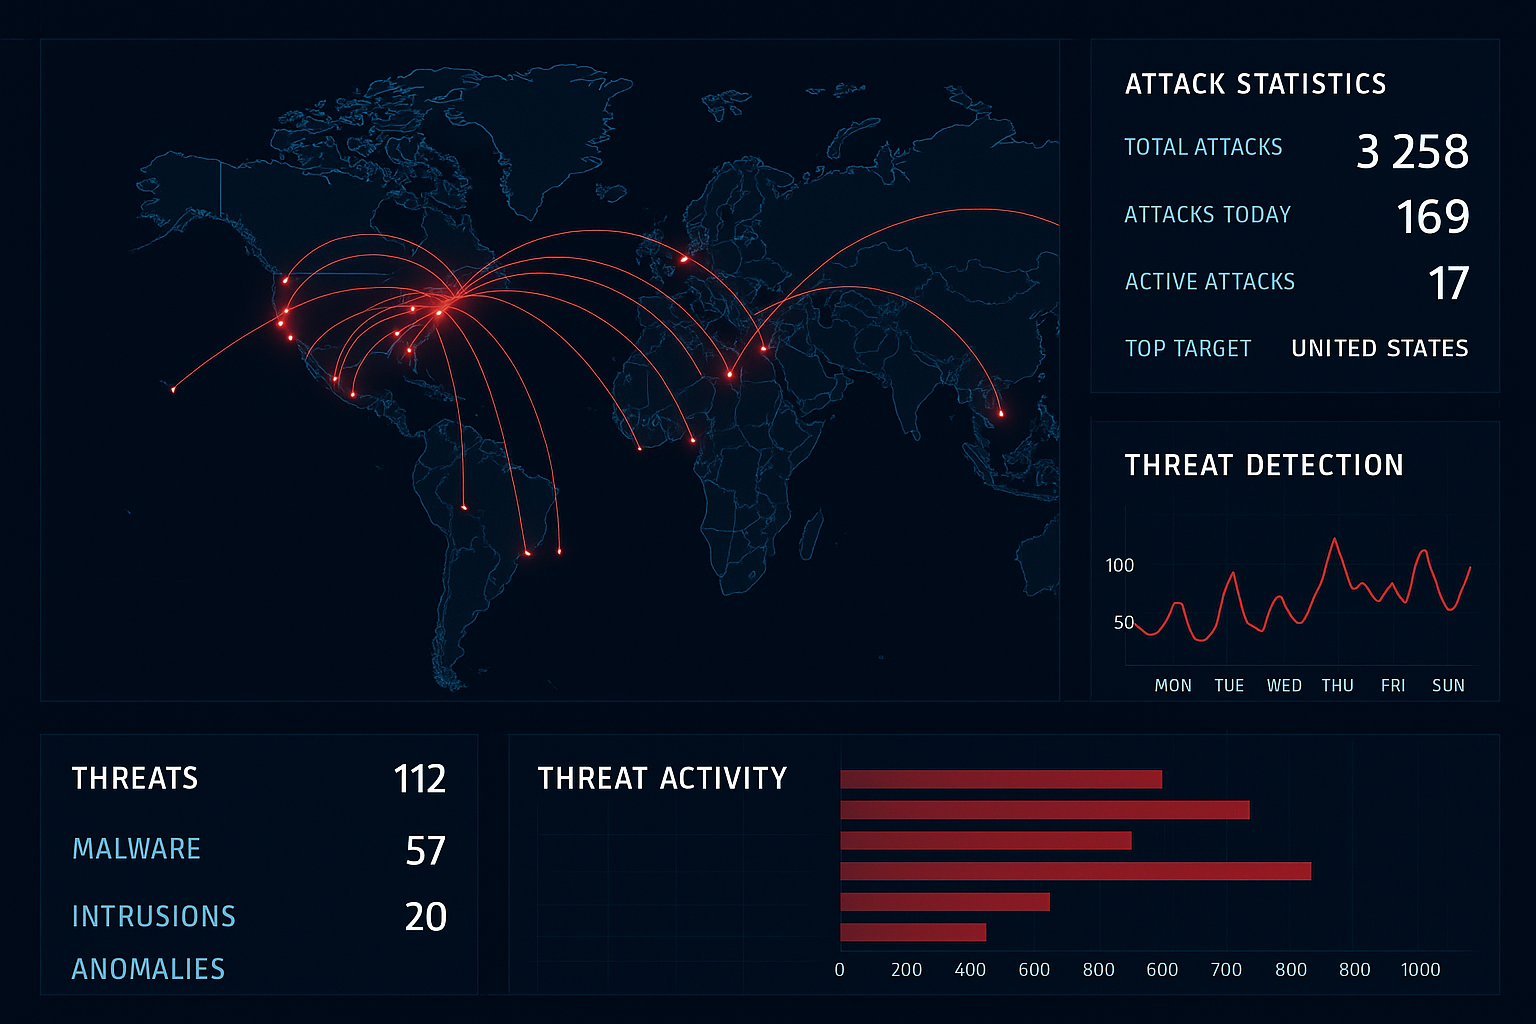 ATTACK STATISTICS
TOTAL ATTACKS 3 258
ATTACKS TODAY 169
ACTIVE ATTACKS 17
TOP TARGET UNITED STATES
THREAT DETECTION
100
50
MON TUE WED THU FRI SUN
THREATS 112
MALWARE 57
INTRUSIONS 20
ANOMALIES
THREAT ACTIVITY
0 200 400 600 800 600 700 800 800 1000